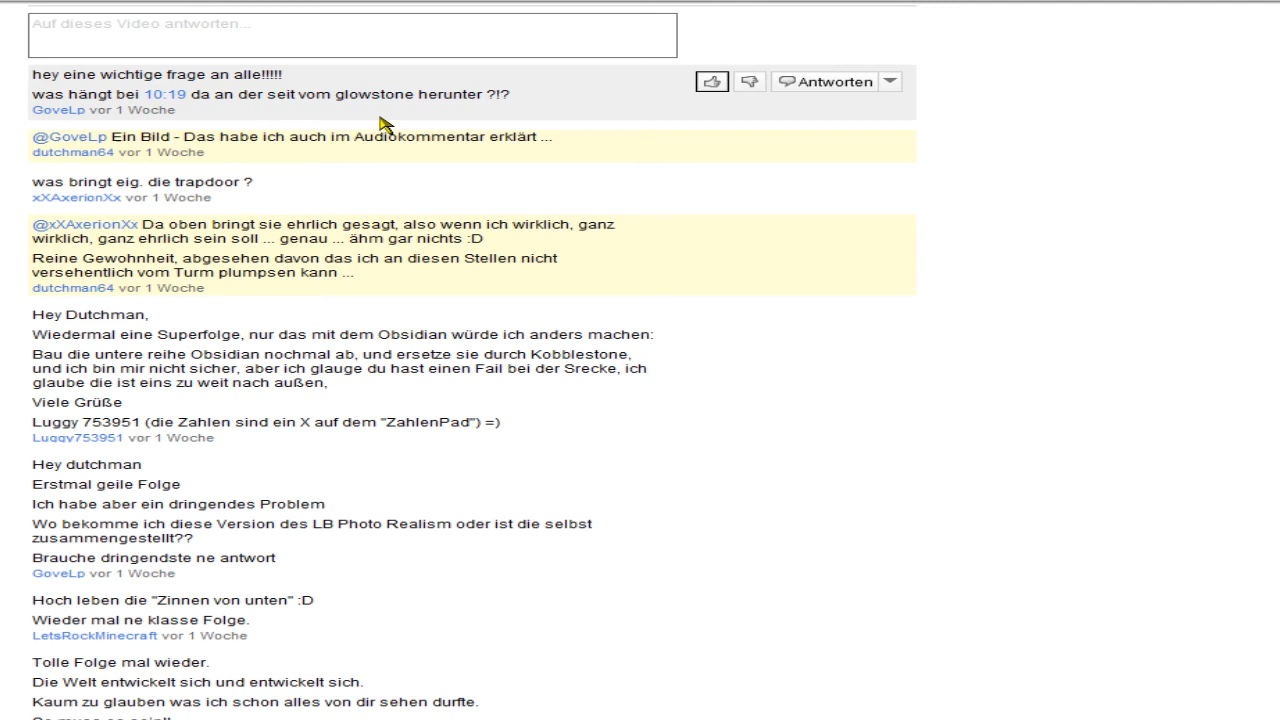 Auf dieses Video antworten...
hey eine wichtige frage an alle!!!!!
Antworten
was hängt bei 10:19 da an der seit vom glowstone herunter ?!?
GoveLp vor 1 Woche
@GoveLp Ein Bild - Das habe ich auch im Audiokommentar erklärt ...
dutchman64 vor 1 Woche
was bringt eig. die trapdoor ?
xXAxerionXx vor 1 Woche
@xXAxerionXx Da oben bringt sie ehrlich gesagt, also wenn ich wirklich, ganz
wirklich, ganz ehrlich sein soll ... genau ... ähm gar nichts :D
Reine Gewohnheit, abgesehen davon das ich an diesen Stellen nicht
versehentlich vom Turm plumpsen kann ...
dutchman64 vor 1 Woche
Hey Dutchman,
Wiedermal eine Superfolge, nur das mit dem Obsidian würde ich anders machen:
Bau die untere reihe Obsidian nochmal ab, und ersetze sie durch Kobblestone,
und ich bin mir nicht sicher, aber ich glauge du hast einen Fail bei der Srecke, ich
glaube die ist eins zu weit nach außen,
Viele Grüße
Luggy 753951 (die Zahlen sind ein X auf dem "ZahlenPad") =)
Luggy753951 vor 1 Woche
Hey dutchman
Erstmal geile Folge
Ich habe aber ein dringendes Problem
Wo bekomme ich diese Version des LB Photo Realism oder ist die selbst
zusammengestellt??
Brauche dringendste ne antwort
GoveLp vor 1 Woche
Hoch leben die "Zinnen von unten" :D
Wieder mal ne klasse Folge.
LetsRockMinecraft vor 1 Woche
Tolle Folge mal wieder.
Die Welt entwickelt sich und entwickelt sich.
Kaum zu glauben was ich schon alles von dir sehen durfte.